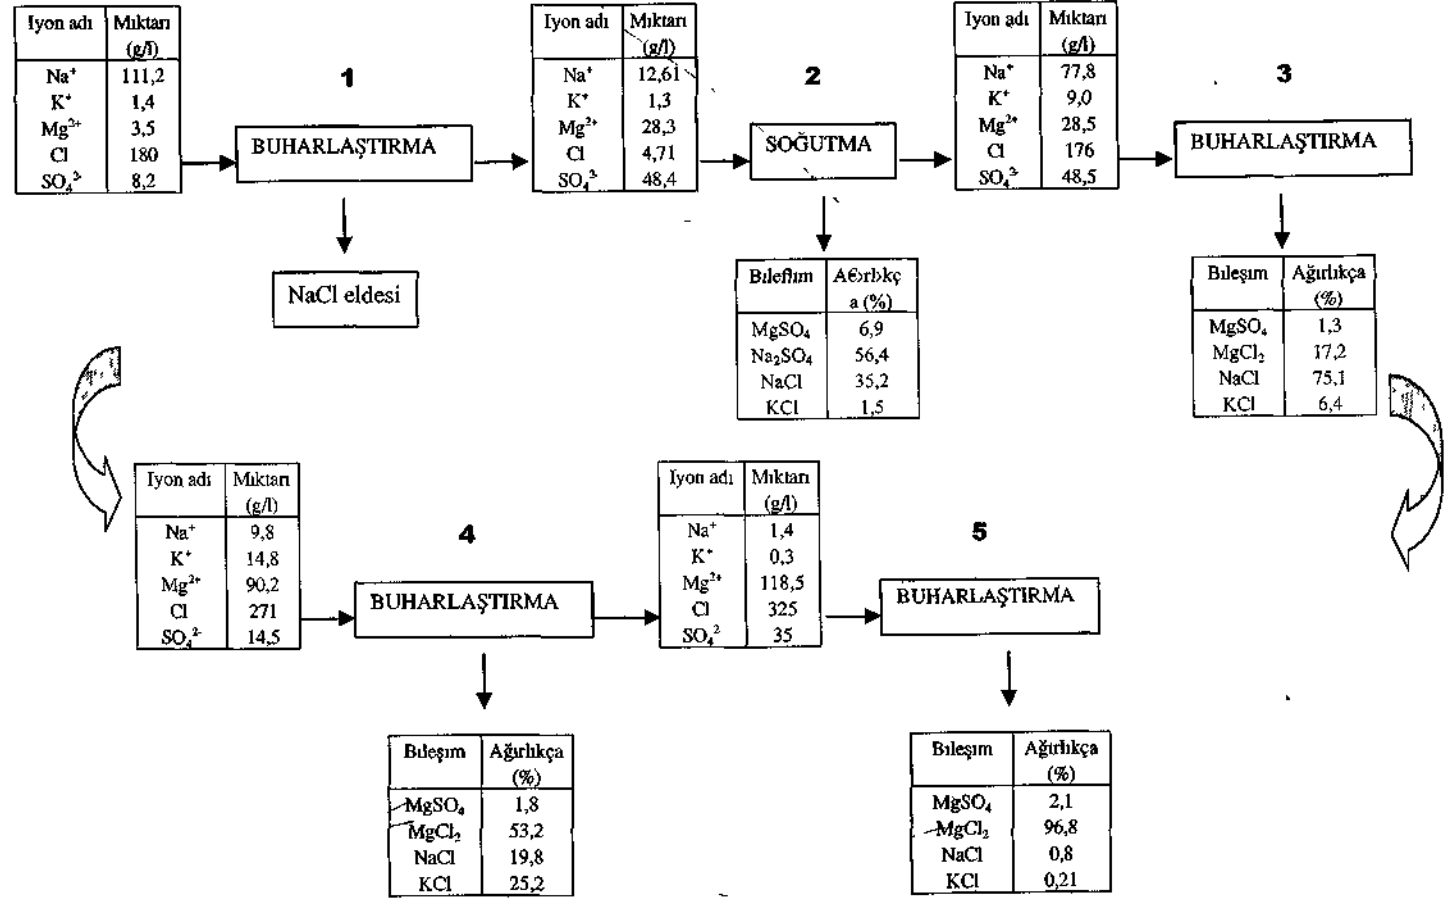 İyon adı Miktarı
(g/l)
Na⁺ 111,2
K⁺ 1,4
Mg²⁺ 3,5
Cl 180
SO₄²⁻ 8,2
1
BUHARLAŞTIRMA
NaCl eldesi
İyon adı Miktarı
(g/l)
Na⁺ 12,61
K⁺ 1,3
Mg²⁺ 28,3
Cl 4,71
SO₄²⁻ 48,4
2
SOĞUTMA
Bileflim A€›rl›kç
a (%)
MgSO₄ 6,9
Na₂SO₄ 56,4
NaCl 35,2
KCl 1,5
İyon adı Miktarı
(g/l)
Na⁺ 77,8
K⁺ 9,0
Mg²⁺ 28,5
Cl 176
SO₄²⁻ 48,5
3
BUHARLAŞTIRMA
Bileşim Ağırlıkça
(%)
MgSO₄ 1,3
MgCl₂ 17,2
NaCl 75,1
KCl 6,4
İyon adı Miktarı
(g/l)
Na⁺ 9,8
K⁺ 14,8
Mg²⁺ 90,2
Cl 271
SO₄²⁻ 14,5
4
BUHARLAŞTIRMA
Bileşim Ağırlıkça
(%)
MgSO₄ 1,8
MgCl₂ 53,2
NaCl 19,8
KCl 25,2
İyon adı Miktarı
(g/l)
Na⁺ 1,4
K⁺ 0,3
Mg²⁺ 118,5
Cl 325
SO₄²⁻ 35
5
BUHARLAŞTIRMA
Bileşim Ağırlıkça
(%)
MgSO₄ 2,1
MgCl₂ 96,8
NaCl 0,8
KCl 0,21